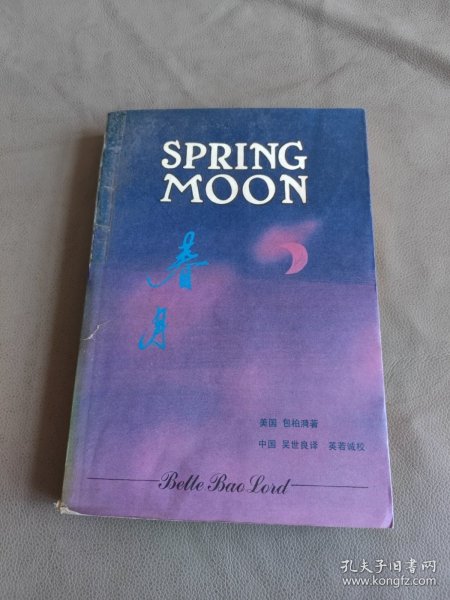 SPRING
MOON
春
月
美国 包柏漪著
中国 吴世良译 英若诚校
Bette Bao Lord
孔夫子旧书网
www.kongfz.com